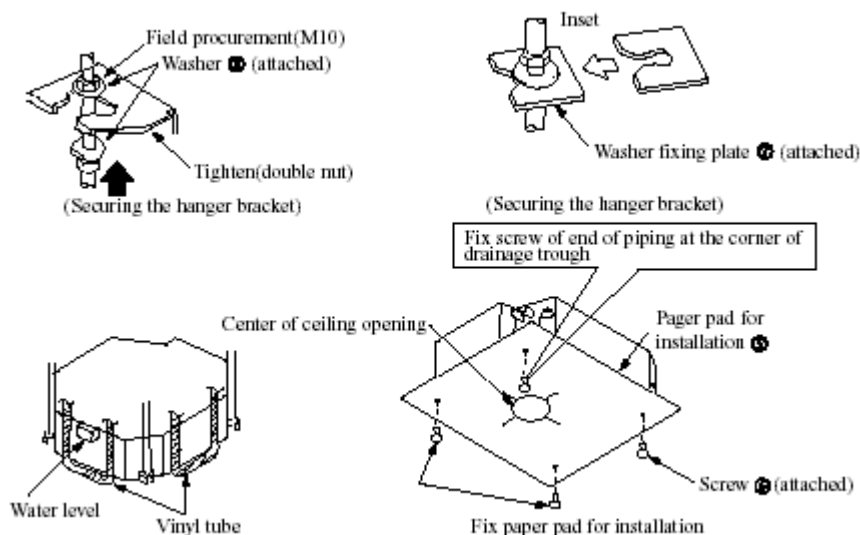 Field procurement(M10)
Washer (attached)
Tighten(double nut)
(Securing the hanger bracket)
Inset
Washer fixing plate (attached)
(Securing the hanger bracket)
Fix screw of end of piping at the corner of
drainage trough
Center of ceiling opening
Pager pad for
installation
Water level
Vinyl tube
Screw (attached)
Fix paper pad for installation